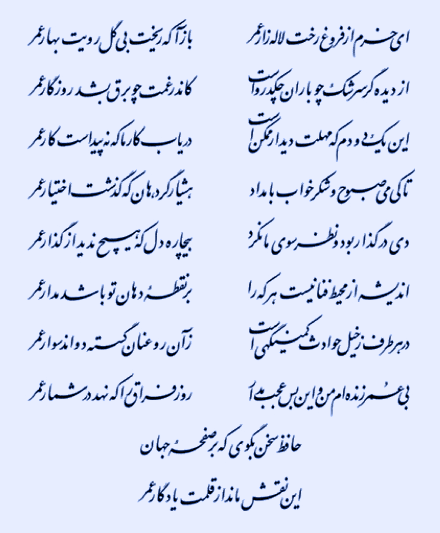 ای خرم از فروغ رخت لاله زار عمر    بازآ که ریخت بی گل رویت بهار عمر
از دیده گر سرشک چو باران چکد رواست    کاندر غمت چو برق بشد روزگار عمر
این یک دو دم که مهلت دیدار ممکن است    دریاب کار ما که نه پیداست کار عمر
تا کی می صبوح و شکرخواب بامداد    هشیار گرد هان که گذشت اختیار عمر
دی در گذار بود و نظر سوی ما نکرد    بیچاره دل که هیچ ندید از گذار عمر
اندیشه از محیط فنا نیست هر که را    بر نقطه دهان تو باشد مدار عمر
در هر طرف ز خیل حوادث کمین‌گهی است    زآن رو عنان گسسته دواند سوار عمر
بی عمر زنده‌ام من و این بس عجب مدار    روز فراق را که نهد در شمار عمر
حافظ سخن بگوی که بر صفحه جهان
این نقش ماند از قلمت یادگار عمر